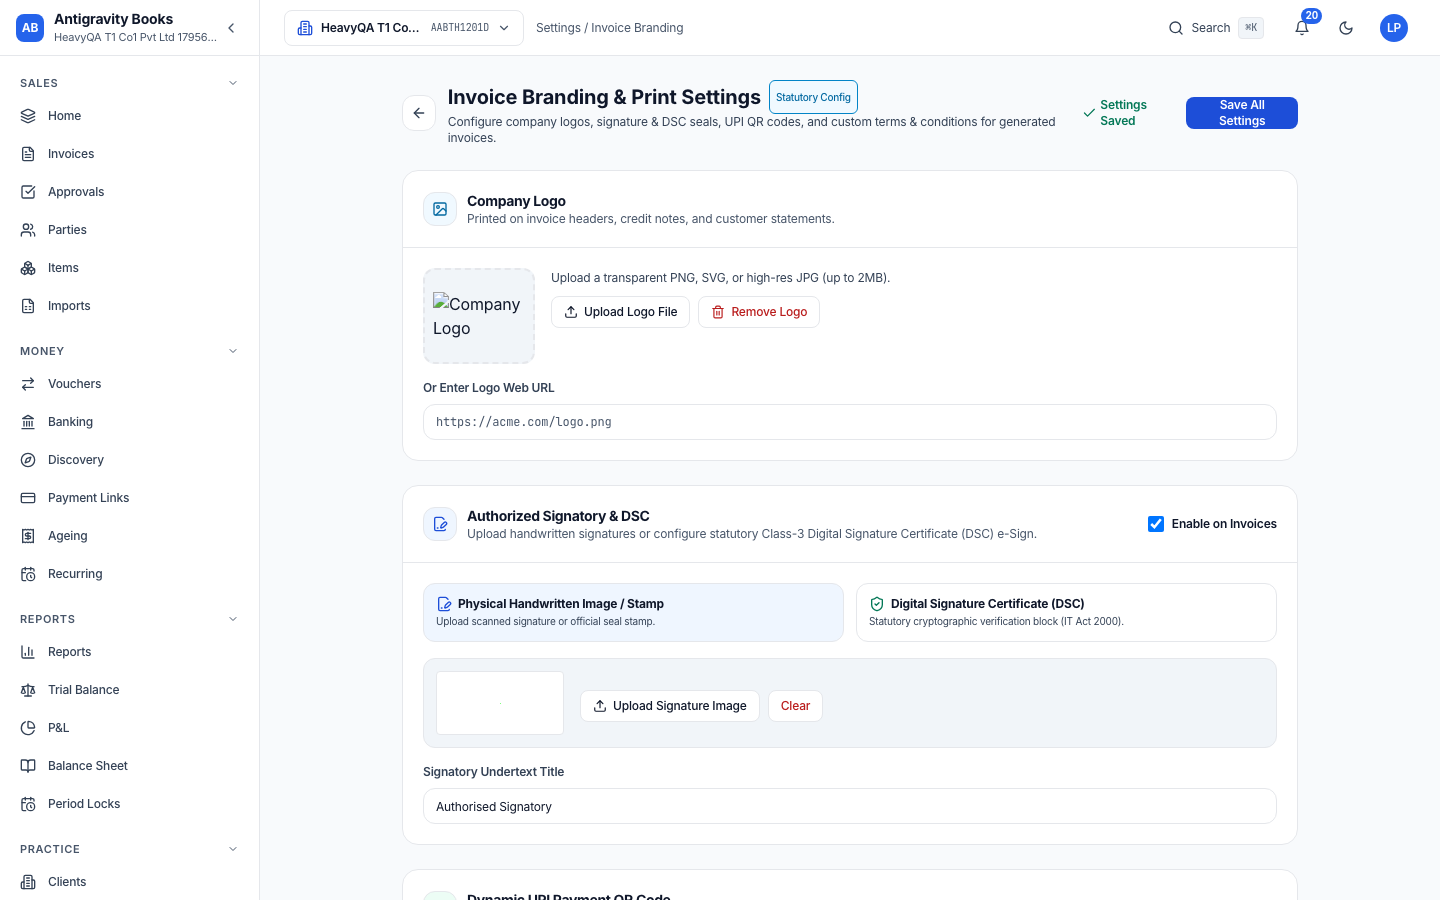 AB
Antigravity Books
HeavyQA T1 Co1 Pvt Ltd 17956...
HeavyQA T1 Co... AABTH1201D
Settings / Invoice Branding
Search ⌘K
20
LP
SALES
Home
Invoices
Approvals
Parties
Items
Imports
MONEY
Vouchers
Banking
Discovery
Payment Links
Ageing
Recurring
REPORTS
Reports
Trial Balance
P&L
Balance Sheet
Period Locks
PRACTICE
Clients
Invoice Branding & Print Settings
Statutory Config
Configure company logos, signature & DSC seals, UPI QR codes, and custom terms & conditions for generated
invoices.
Settings
Saved
Save All
Settings
Company Logo
Printed on invoice headers, credit notes, and customer statements.
Company
Logo
Upload a transparent PNG, SVG, or high-res JPG (up to 2MB).
Upload Logo File
Remove Logo
Or Enter Logo Web URL
https://acme.com/logo.png
Authorized Signatory & DSC
Upload handwritten signatures or configure statutory Class-3 Digital Signature Certificate (DSC) e-Sign.
Enable on Invoices
Physical Handwritten Image / Stamp
Upload scanned signature or official seal stamp.
Digital Signature Certificate (DSC)
Statutory cryptographic verification block (IT Act 2000).
Upload Signature Image
Clear
Signatory Undertext Title
Authorised Signatory
Dynamic UPI Payment QR Code